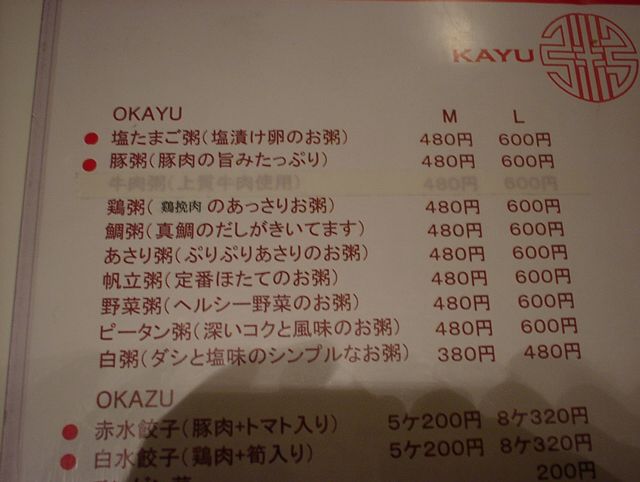 KAYU
OKAYU M L
塩たまご粥(塩漬け卵のお粥) 480円 600円
豚粥(豚肉の旨みたっぷり) 480円 600円
牛肉粥(上質牛肉使用) 480円 600円
鶏粥(鶏挽肉のあっさりお粥) 480円 600円
鯛粥(真鯛のだしがきいてます) 480円 600円
あさり粥(ぷりぷりあさりのお粥) 480円 600円
帆立粥(定番ほたてのお粥) 480円 600円
野菜粥(ヘルシー野菜のお粥) 480円 600円
ピータン粥(深いコクと風味のお粥) 480円 600円
白粥(ダシと塩味のシンプルなお粥) 380円 480円
OKAZU
赤水餃子(豚肉+トマト入り) 5ケ200円 8ケ320円
白水餃子(鶏肉+筍入り) 5ケ200円 8ケ320円
200円